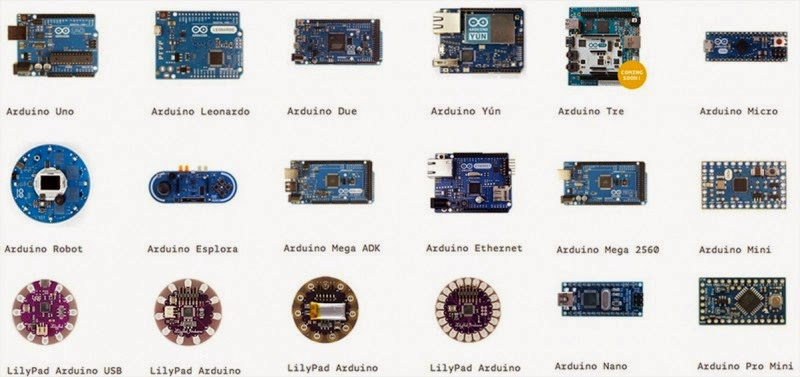 ARDUINO YÚN
COMING SOON!
Arduino Uno
Arduino Leonardo
Arduino Due
Arduino Yún
Arduino Tre
Arduino Micro
Arduino Robot
Arduino Esplora
Arduino Mega ADK
Arduino Ethernet
Arduino Mega 2560
Arduino Mini
LilyPad Arduino USB
LilyPad Arduino
LilyPad Arduino
LilyPad Arduino
Arduino Nano
Arduino Pro Mini